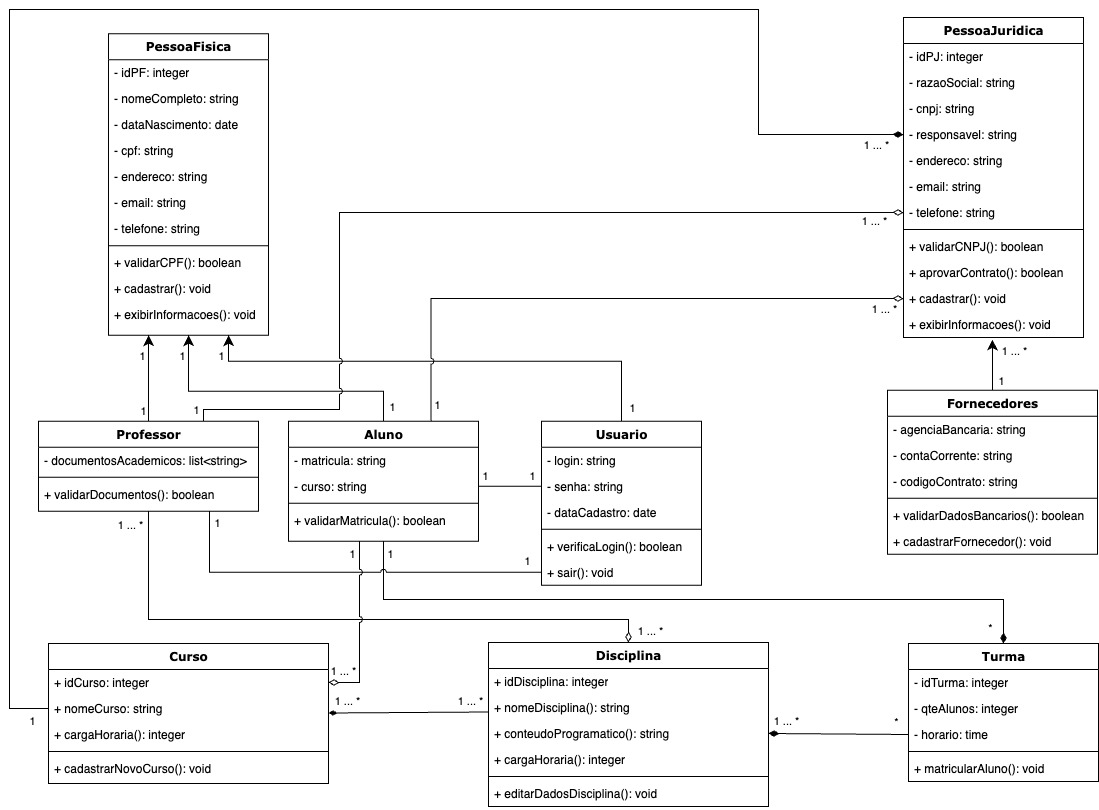 PessoaFisica
- idPF: integer
- nomeCompleto: string
- dataNascimento: date
- cpf: string
- endereco: string
- email: string
- telefone: string
+ validarCPF(): boolean
+ cadastrar(): void
+ exibirInformacoes(): void
PessoaJuridica
- idPJ: integer
- razaoSocial: string
- cnpj: string
- responsavel: string
- endereco: string
- email: string
- telefone: string
+ validarCNPJ(): boolean
+ aprovarContrato(): boolean
+ cadastrar(): void
+ exibirInformacoes(): void
1 ... *
1 ... *
1 ... *
1
1
1
1 ... *
1
1
1
1
1
1
Professor
- documentosAcademicos: list<string>
+ validarDocumentos(): boolean
Aluno
- matricula: string
- curso: string
+ validarMatricula(): boolean
1
1
Usuario
- login: string
- senha: string
- dataCadastro: date
+ verificaLogin(): boolean
+ sair(): void
Fornecedores
- agenciaBancaria: string
- contaCorrente: string
- codigoContrato: string
+ validarDadosBancarios(): boolean
+ cadastrarFornecedor(): void
1 ... *
1
1
1
1
1 ... *
*
1 ... *
1 ... *
1 ... *
1
1 ... *
*
Curso
+ idCurso: integer
+ nomeCurso: string
+ cargaHoraria(): integer
+ cadastrarNovoCurso(): void
Disciplina
+ idDisciplina: integer
+ nomeDisciplina(): string
+ conteudoProgramatico(): string
+ cargaHoraria(): integer
+ editarDadosDisciplina(): void
Turma
- idTurma: integer
- qteAlunos: integer
- horario: time
+ matricularAluno(): void